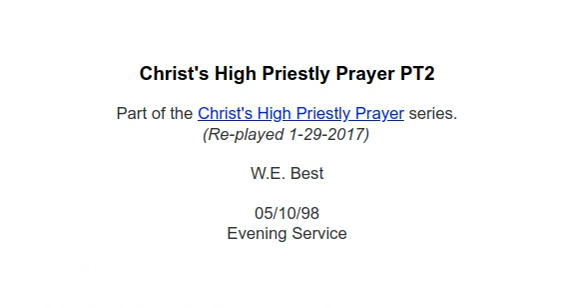 Christ's High Priestly Prayer PT2
Part of the Christ's High Priestly Prayer series.
(Re-played 1-29-2017)
W.E. Best
05/10/98
Evening Service